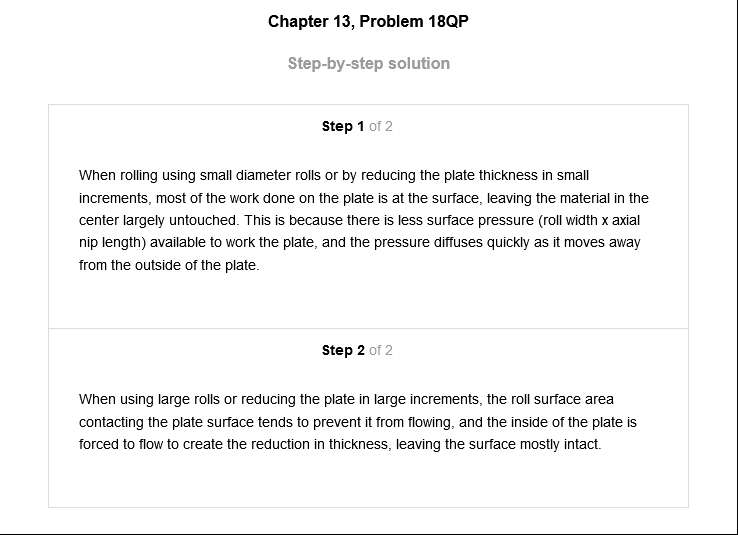 Chapter 13, Problem 18QP
Step-by-step solution
Step 1 of 2
When rolling using small diameter rolls or by reducing the plate thickness in small
increments, most of the work done on the plate is at the surface, leaving the material in the
center largely untouched. This is because there is less surface pressure (roll width x axial
nip length) available to work the plate, and the pressure diffuses quickly as it moves away
from the outside of the plate.
Step 2 of 2
When using large rolls or reducing the plate in large increments, the roll surface area
contacting the plate surface tends to prevent it from flowing, and the inside of the plate is
forced to flow to create the reduction in thickness, leaving the surface mostly intact.